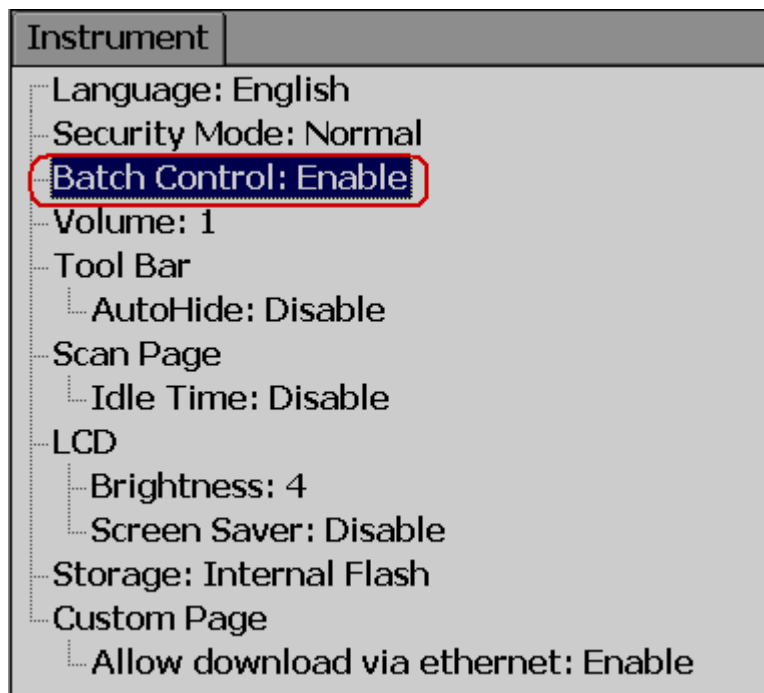 Instrument
Language: English
Security Mode: Normal
Batch Control: Enable
Volume: 1
Tool Bar
AutoHide: Disable
Scan Page
Idle Time: Disable
LCD
Brightness: 4
Screen Saver: Disable
Storage: Internal Flash
Custom Page
Allow download via ethernet: Enable